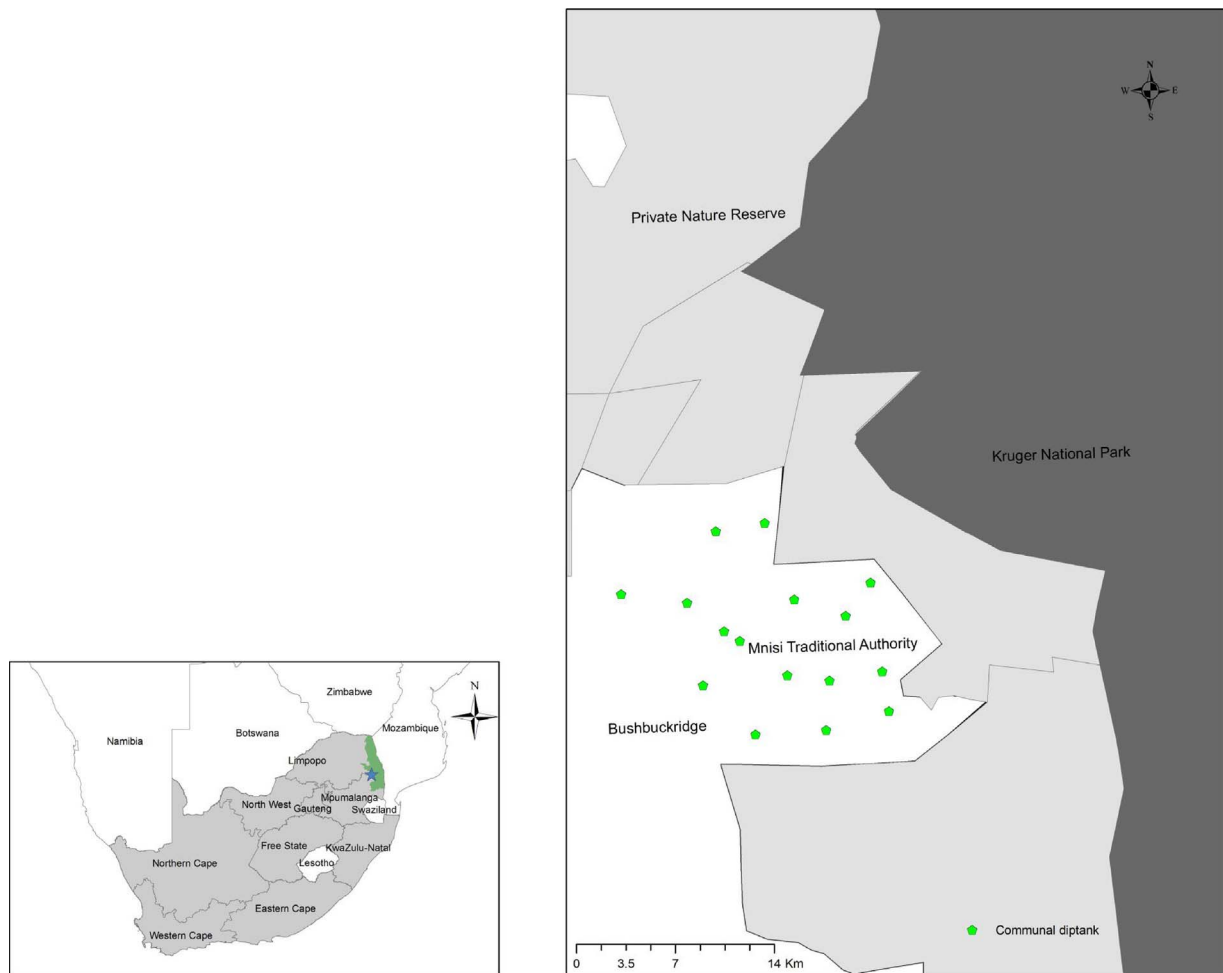 Zimbabwe
N
Namibia
Botswana
Mozambique
Limpopo
North West
Mpumalanga
Gauteng
Swaziland
Free State
KwaZulu-Natal
Lesotho
Northern Cape
Eastern Cape
Western Cape
N
W E
S
Private Nature Reserve
Kruger National Park
Mnisi Traditional Authority
Bushbuckridge
Communal diptank
0 3.5 7 14 Km